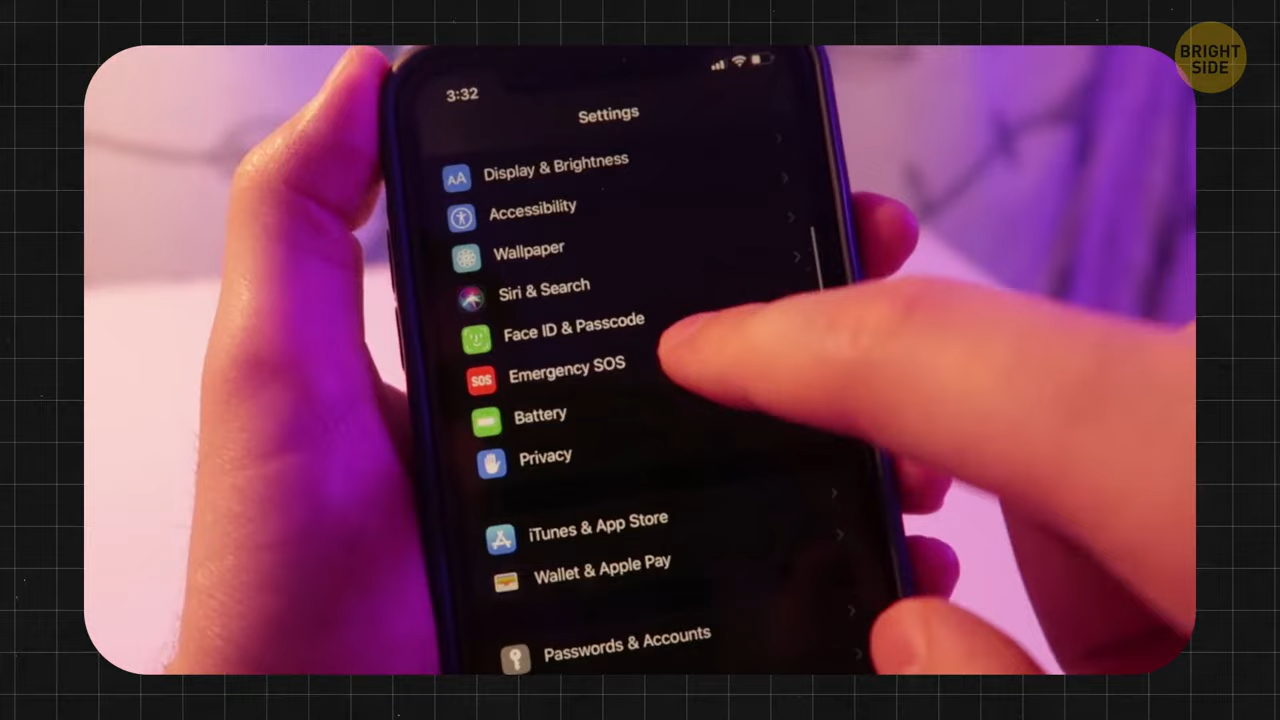 BRIGHT
SIDE
3:32
Settings
AA
Display & Brightness
Accessibility
Wallpaper
Siri & Search
Face ID & Passcode
SOS
Emergency SOS
Battery
Privacy
iTunes & App Store
Wallet & Apple Pay
Passwords & Accounts